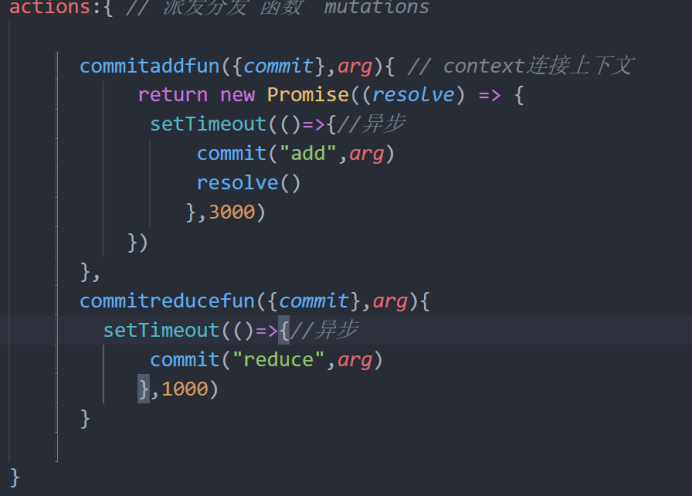 actions:{ // 派发分发 函数 mutations
commitaddfun({commit},arg){ // context连接上下文
return new Promise((resolve) => {
setTimeout(()=>{//异步
commit("add",arg)
resolve()
},3000)
})
},
commitreducefun({commit},arg){
setTimeout(()=>{//异步
commit("reduce",arg)
},1000)
}
}